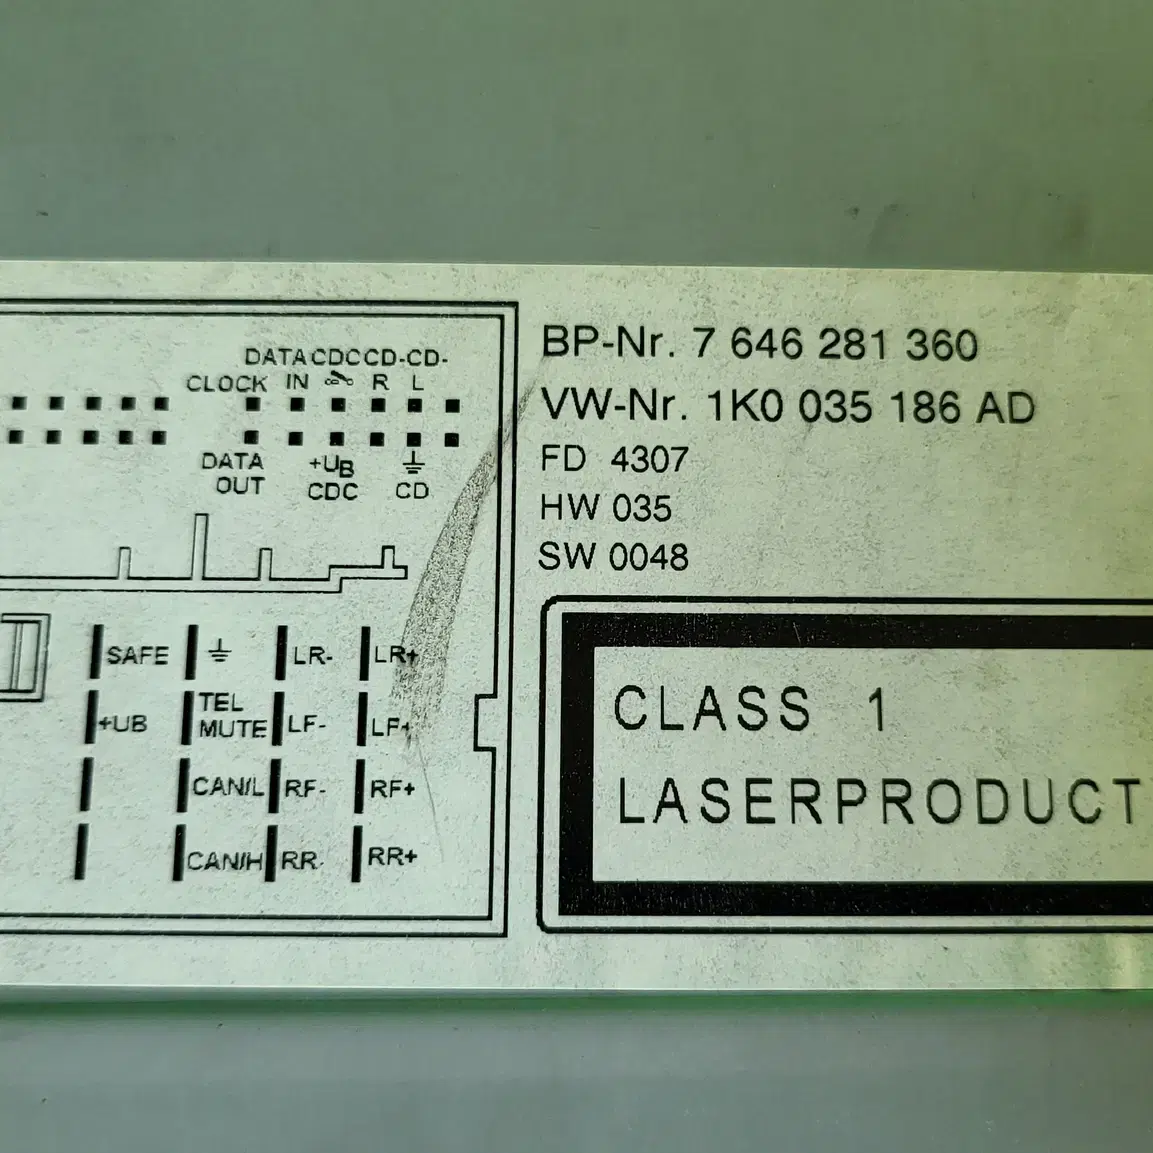 DATA CDC CD- CD-
CLOCK IN R L
DATA +UB
OUT CDC CD
SAFE LR- LR+
+UB TEL MUTE LF- LF+
CAN/L RF- RF+
CAN/H RR- RR+
BP-Nr. 7 646 281 360
VW-Nr. 1K0 035 186 AD
FD 4307
HW 035
SW 0048
CLASS 1
LASERPRODUCT